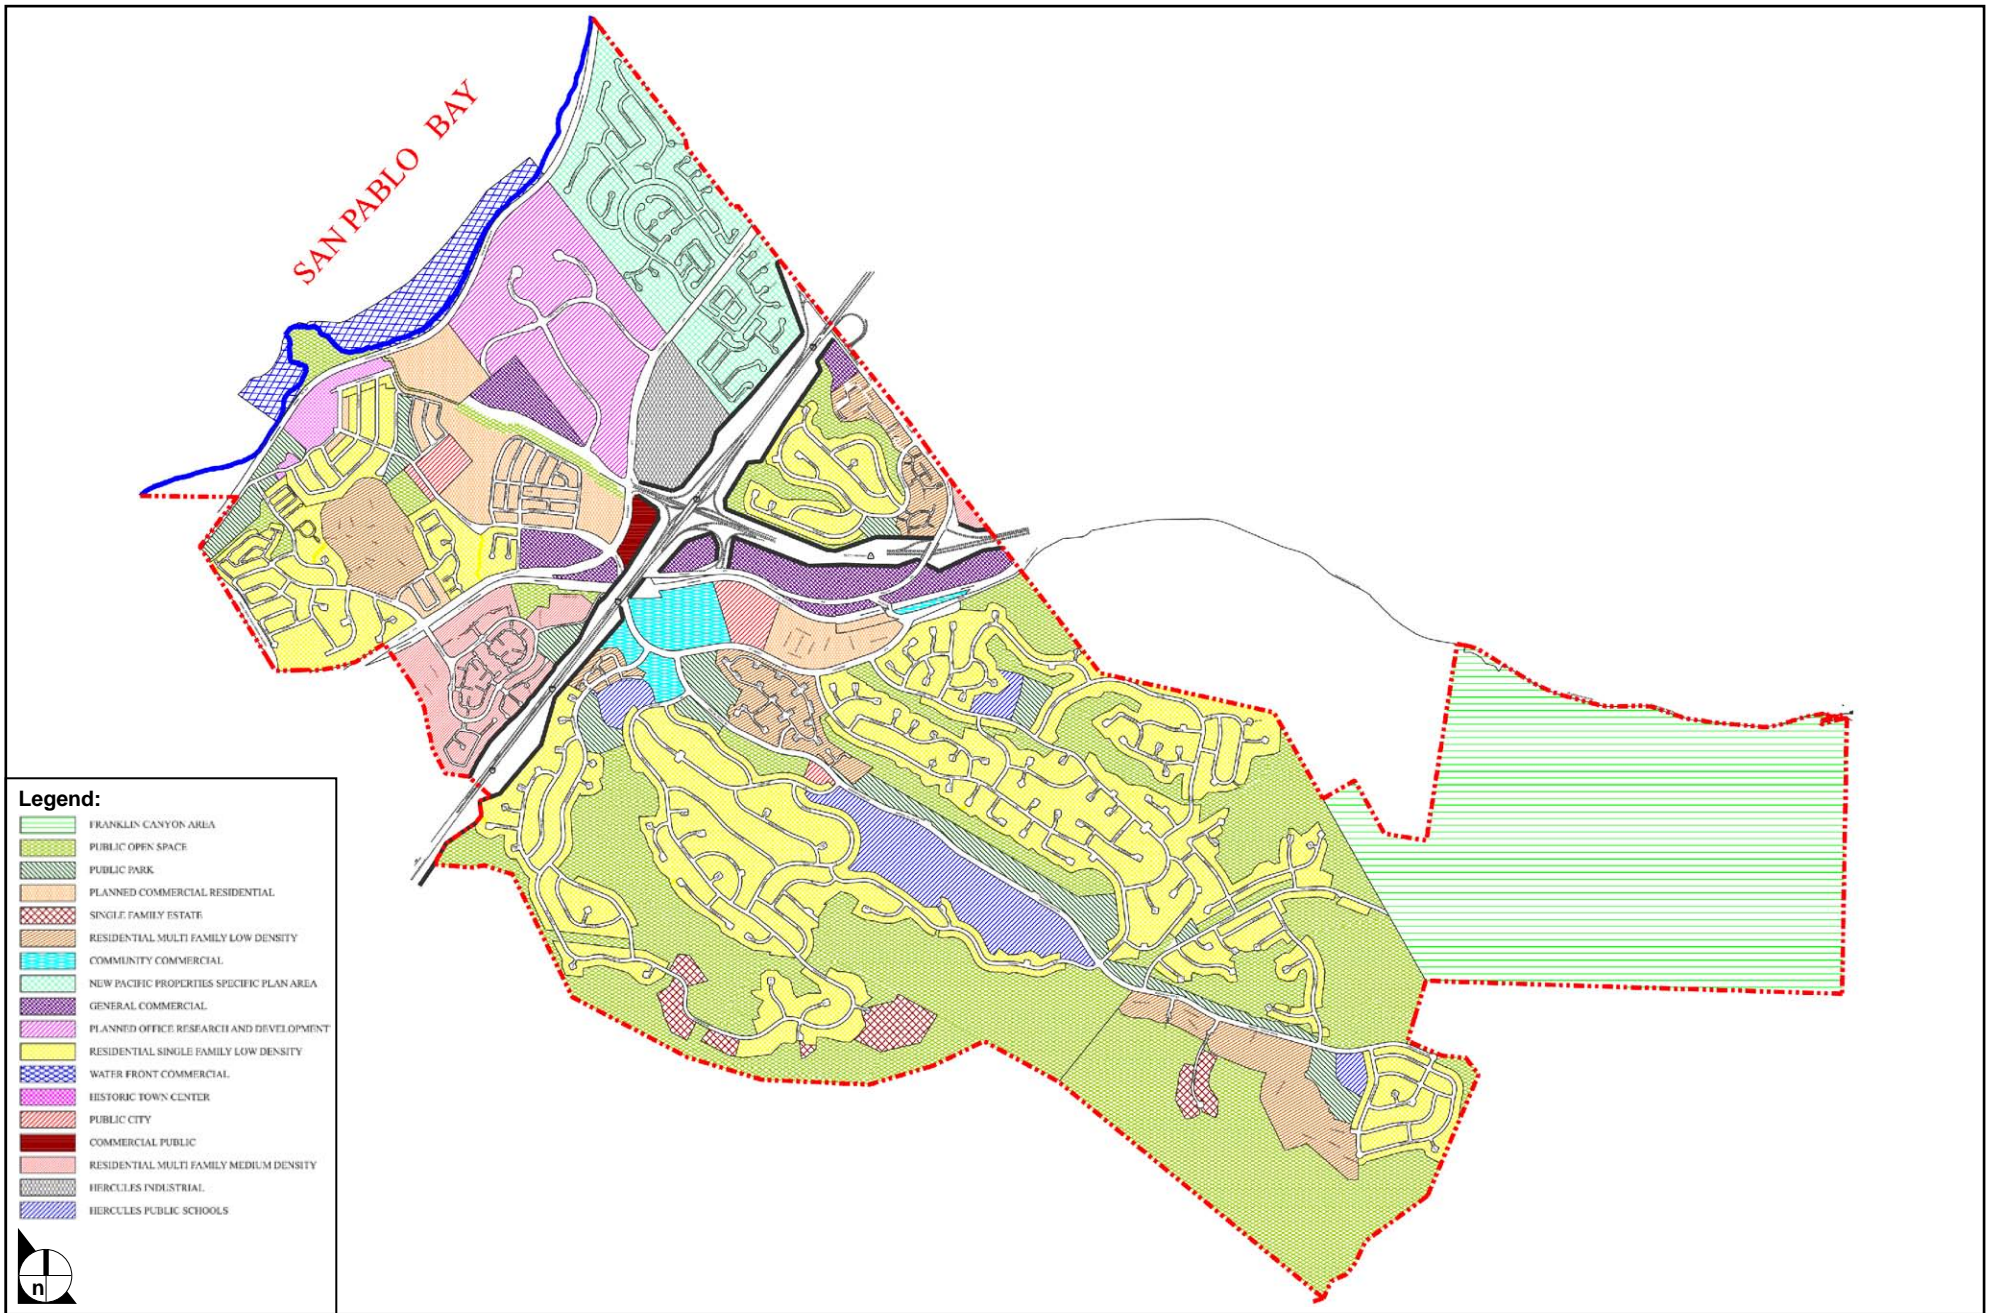 SAN PABLO BAY
Legend:
FRANKLIN CANYON AREA
PUBLIC OPEN SPACE
PUBLIC PARK
PLANNED COMMERCIAL RESIDENTIAL
SINGLE FAMILY ESTATE
RESIDENTIAL MULTI FAMILY LOW DENSITY
COMMUNITY COMMERCIAL
NEW PACIFIC PROPERTIES SPECIFIC PLAN AREA
GENERAL COMMERCIAL
PLANNED OFFICE RESEARCH AND DEVELOPMENT
RESIDENTIAL SINGLE FAMILY LOW DENSITY
WATER FRONT COMMERCIAL
HISTORIC TOWN CENTER
PUBLIC CITY
COMMERCIAL PUBLIC
RESIDENTIAL MULTI FAMILY MEDIUM DENSITY
HERCULES INDUSTRIAL
HERCULES PUBLIC SCHOOLS
n